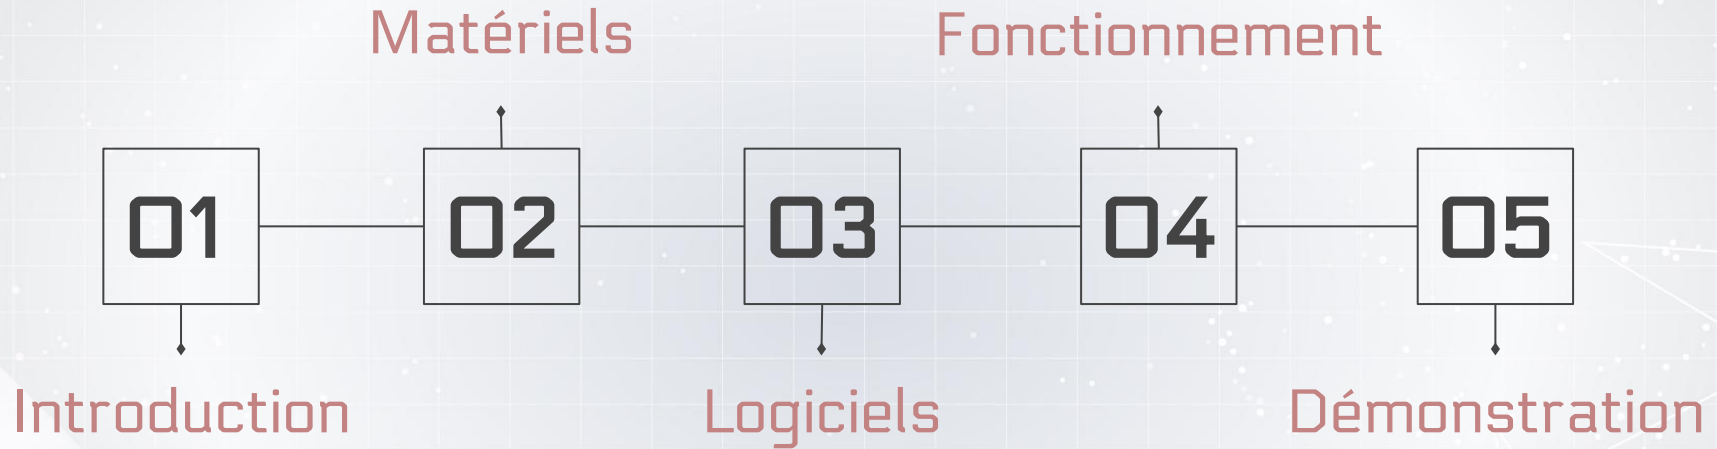 Matériels
Fonctionnement
01
02
03
04
05
Introduction
Logiciels
Démonstration